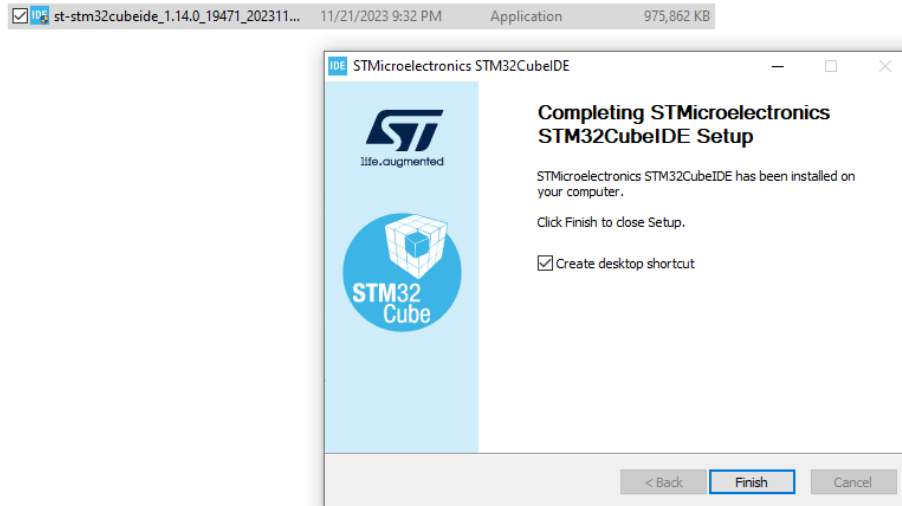 IDE st-stm32cubeide_1.14.0_19471_202311... 11/21/2023 9:32 PM Application 975,862 KB
IDE STMicroelectronics STM32CubeIDE
ST
life.augmented
Completing STMicroelectronics
STM32CubeIDE Setup
STMicroelectronics STM32CubeIDE has been installed on
your computer.
Click Finish to close Setup.
Create desktop shortcut
STM32
Cube
< Back Finish Cancel